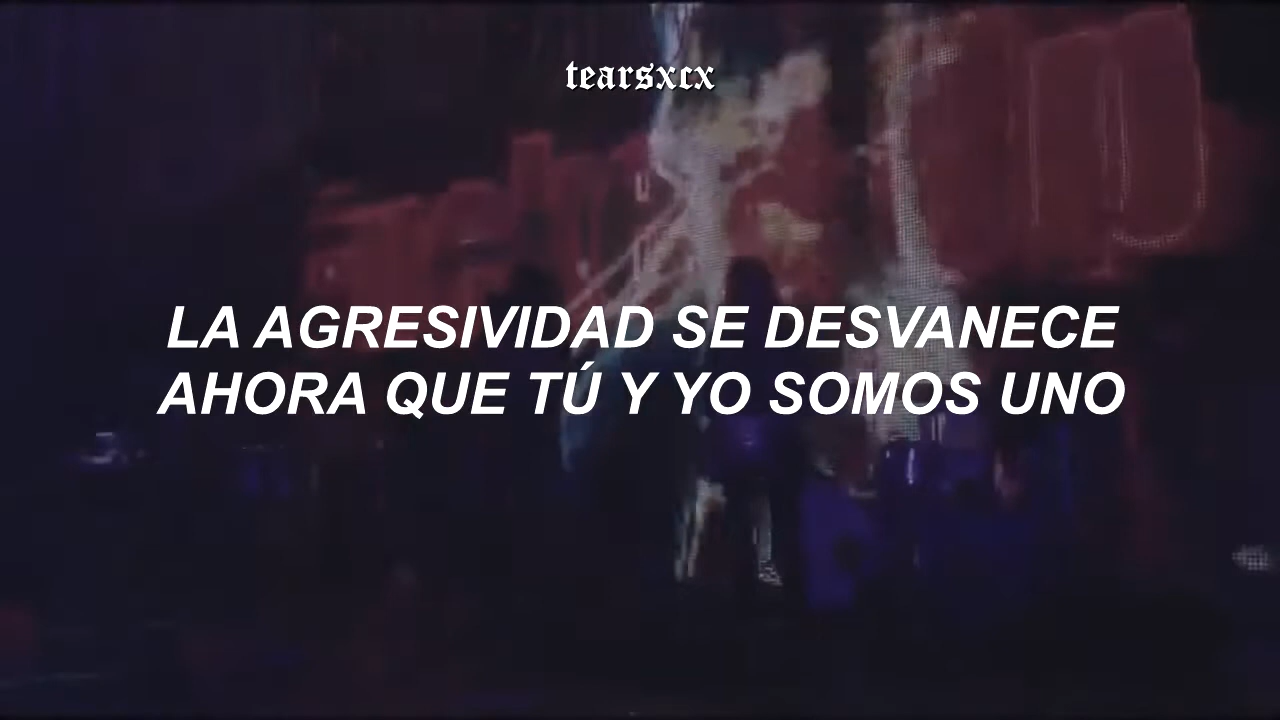 tearsxcx
LA AGRESIVIDAD SE DESVANECE
AHORA QUE TÚ Y YO SOMOS UNO